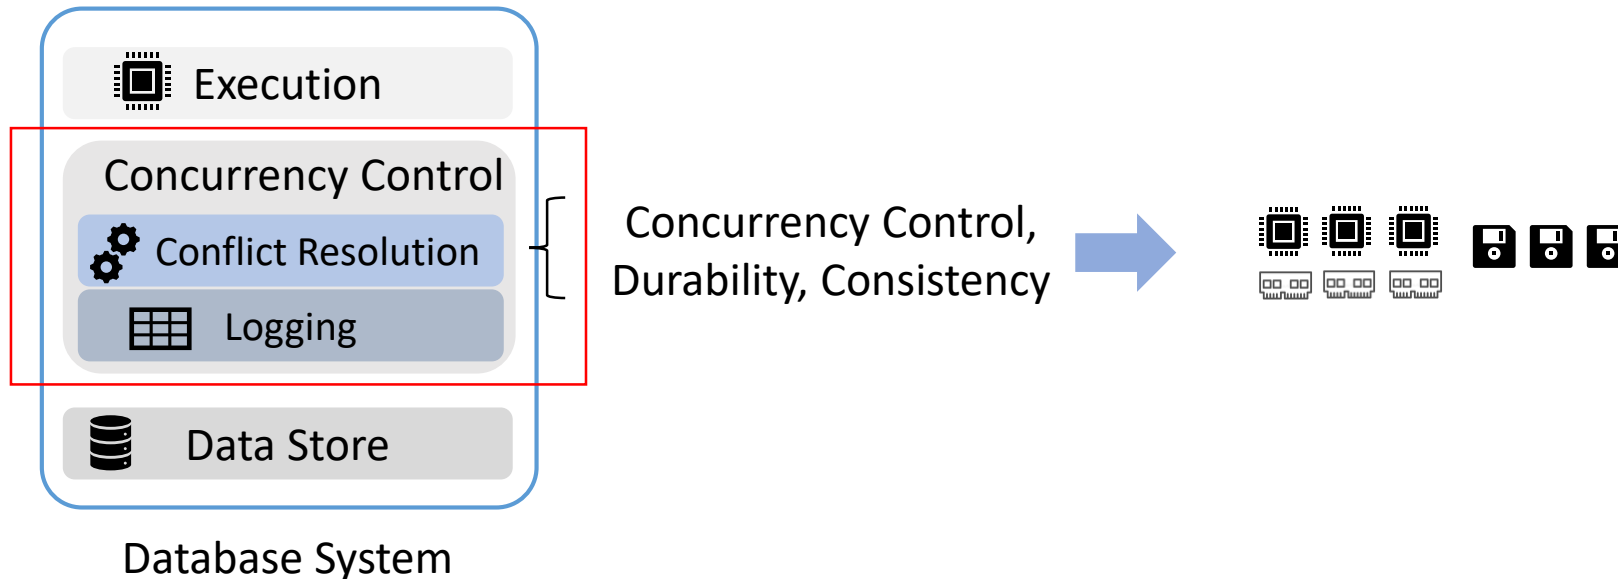 Execution
Concurrency Control
Conflict Resolution
Logging
Data Store
Database System
Concurrency Control,
Durability, Consistency